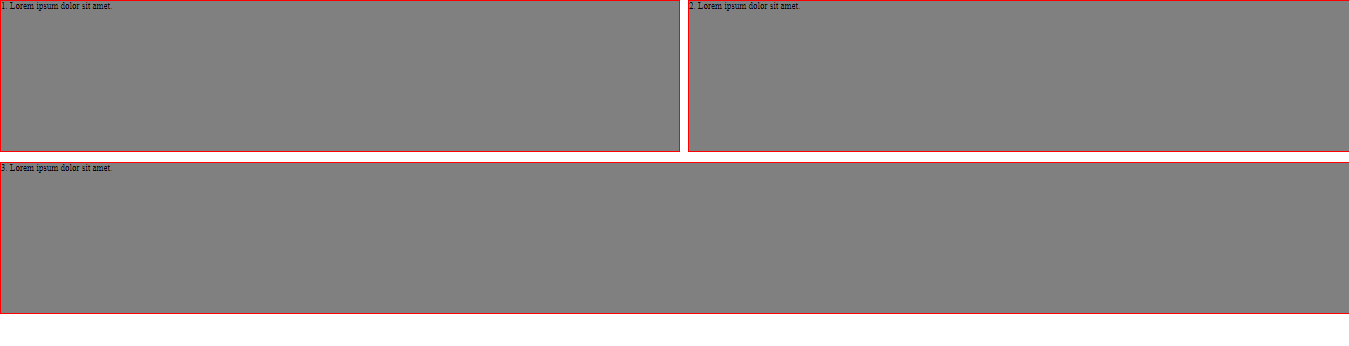 1. Lorem ipsum dolor sit amet.
2. Lorem ipsum dolor sit amet.
3. Lorem ipsum dolor sit amet.